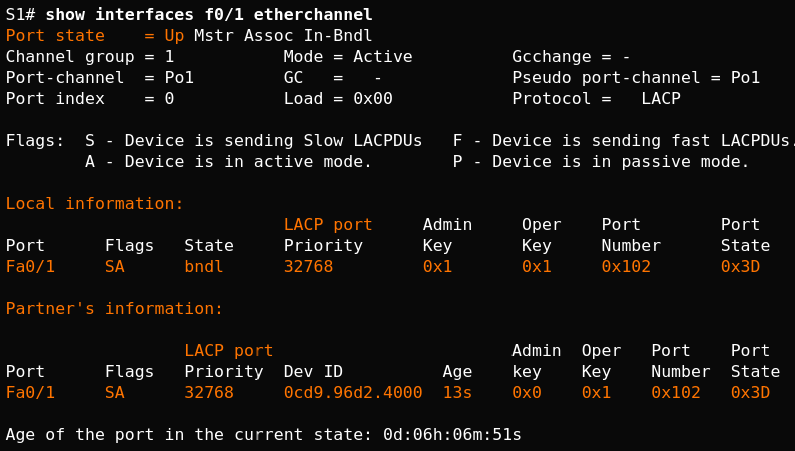 S1# show interfaces f0/1 etherchannel
Port state    = Up Mstr Assoc In-Bndl
Channel group = 1           Mode = Active          Gcchange = -
Port-channel  = Po1         GC   =   -             Pseudo port-channel = Po1
Port index    = 0           Load = 0x00            Protocol =   LACP
Flags:  S - Device is sending Slow LACPDUs   F - Device is sending fast LACPDUs.
        A - Device is in active mode.        P - Device is in passive mode.
Local information:
                            LACP port     Admin     Oper    Port        Port
Port      Flags   State     Priority      Key       Key     Number      State
Fa0/1     SA      bndl      32768         0x1       0x1     0x102       0x3D
Partner's information:
                  LACP port                        Admin  Oper   Port    Port
Port      Flags   Priority  Dev ID          Age    key    Key    Number  State
Fa0/1     SA      32768     0cd9.96d2.4000  13s    0x0    0x1    0x102   0x3D
Age of the port in the current state: 0d:06h:06m:51s